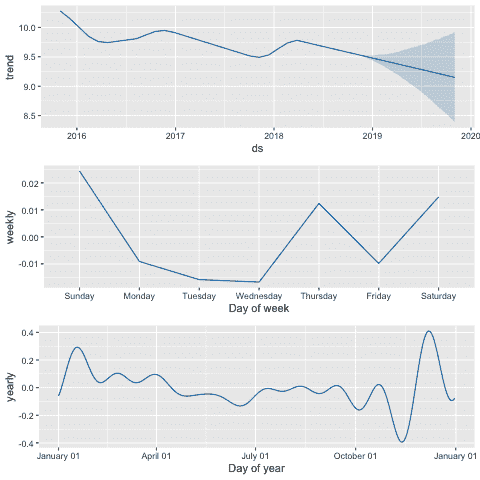 trend
10.0
9.5
9.0
8.5
2016
2017
2018
2019
2020
ds
weekly
0.02
0.01
0.00
-0.01
Sunday
Monday
Tuesday
Wednesday
Thursday
Friday
Saturday
Day of week
yearly
0.4
0.2
0.0
-0.2
-0.4
January 01
April 01
July 01
October 01
January 01
Day of year